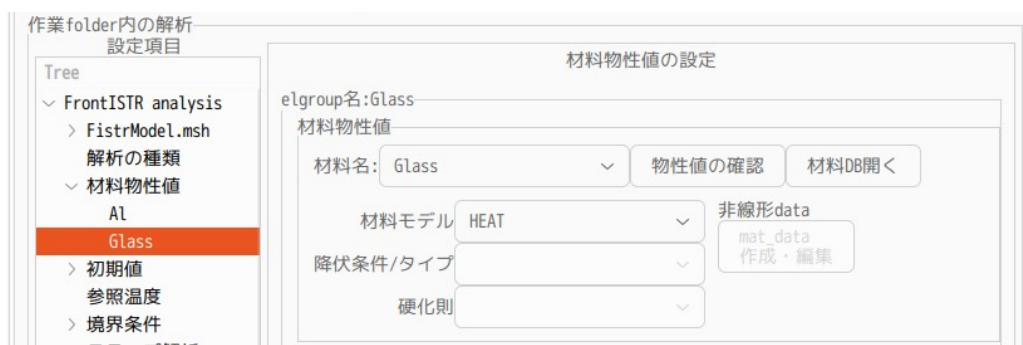 作業folder内の解析
設定項目
Tree
FrontISTR analysis
FistrModel.msh
解析の種類
材料物性値
Al
Glass
初期値
参照温度
境界条件
材料物性値の設定
elgroup名:Glass
材料物性値
材料名: Glass 物性値の確認 材料DB開く
材料モデル HEAT
非線形data
mat_data
作成・編集
降伏条件/タイプ
硬化則